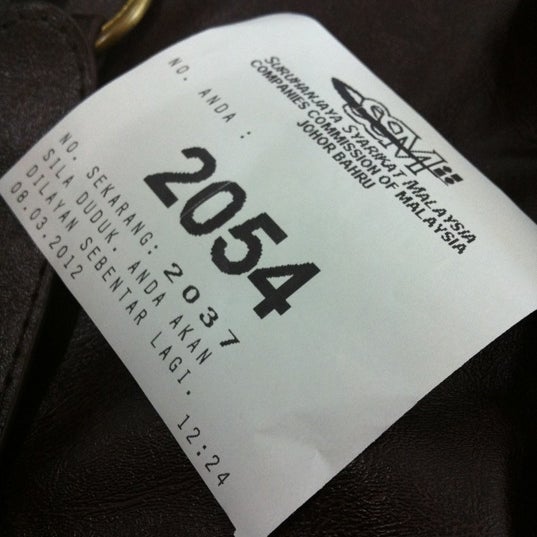 SSM
SURUHANJAYA SYARIKAT MALAYSIA
COMPANIES COMMISSION OF MALAYSIA
JOHOR BAHRU
NO. ANDA :
2054
NO. SEKARANG: 2037
SILA DUDUK. ANDA AKAN
DILAYAN SEBENTAR LAGI.
08.03.2012 12:24